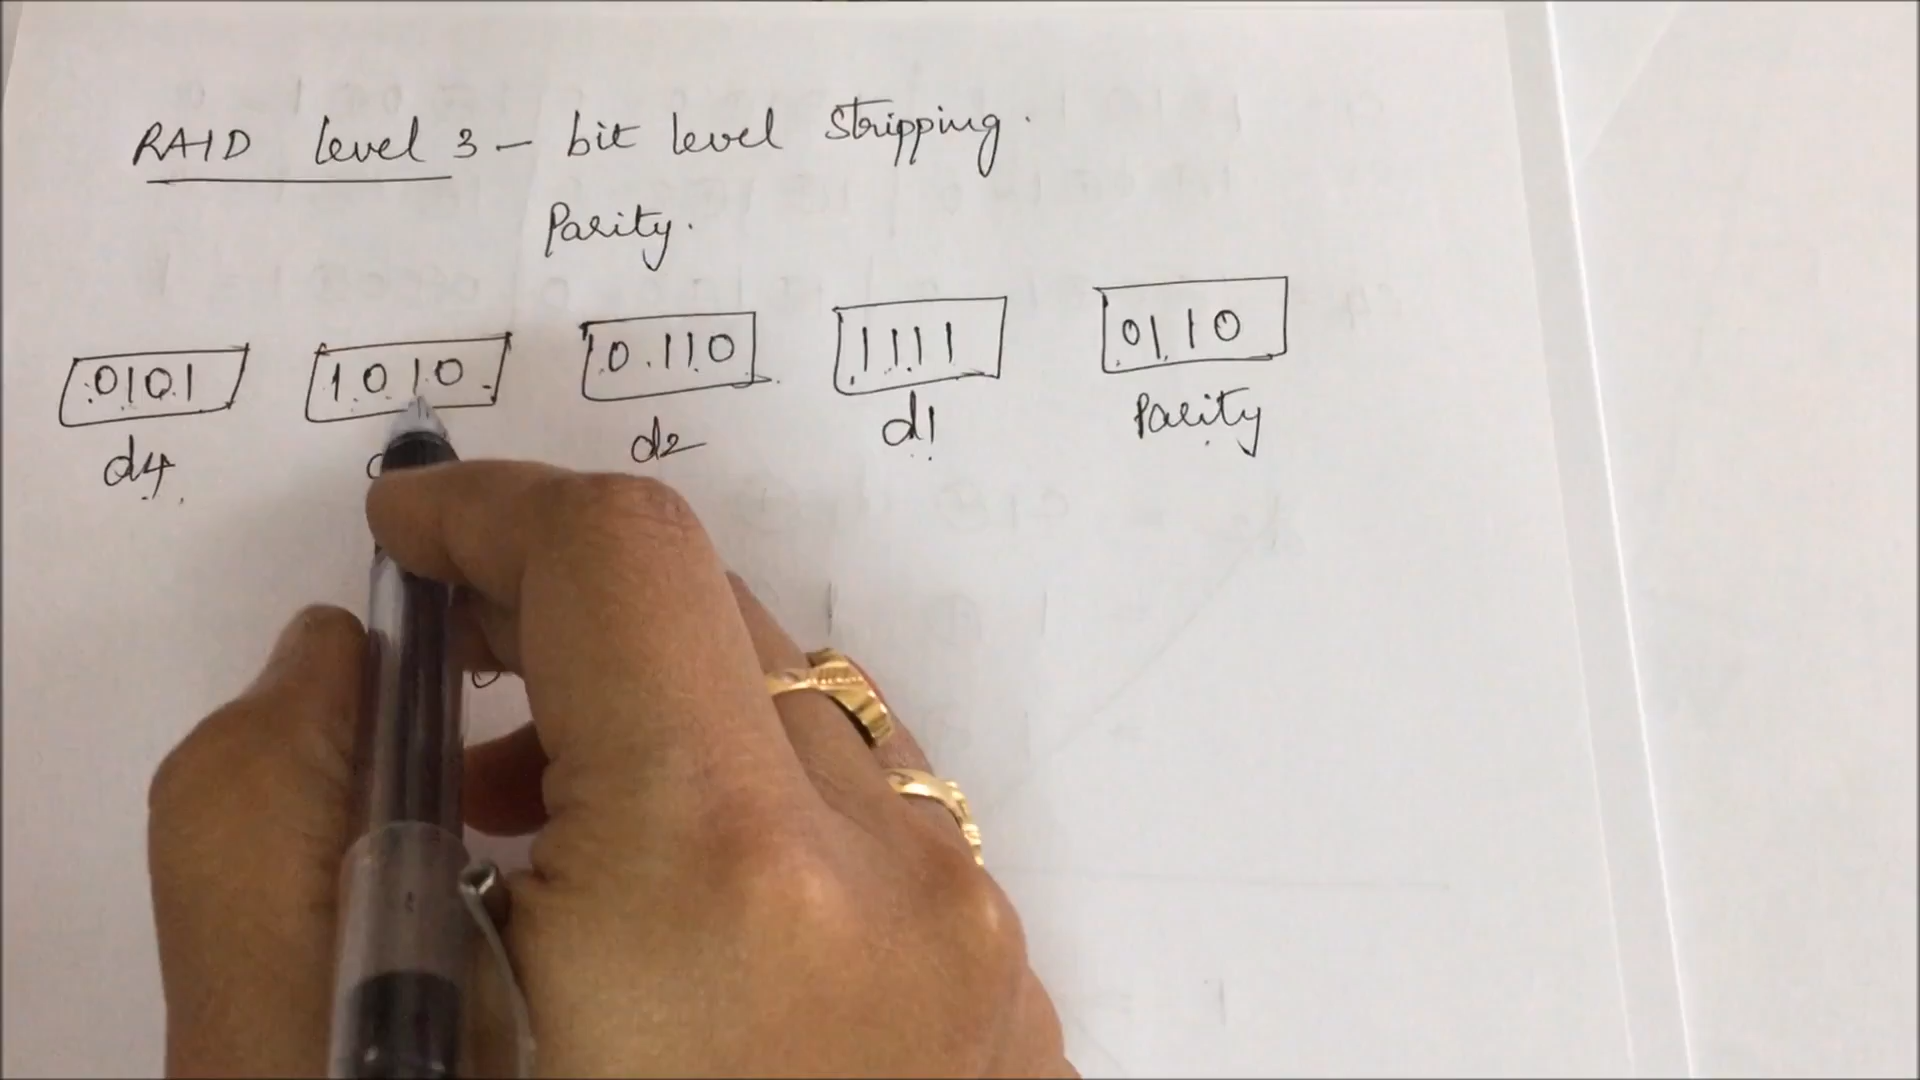 RAID level 3 - bit level Stripping.
Parity.
0101 1010 0110 1111 0110
d4 d2 d1 Parity